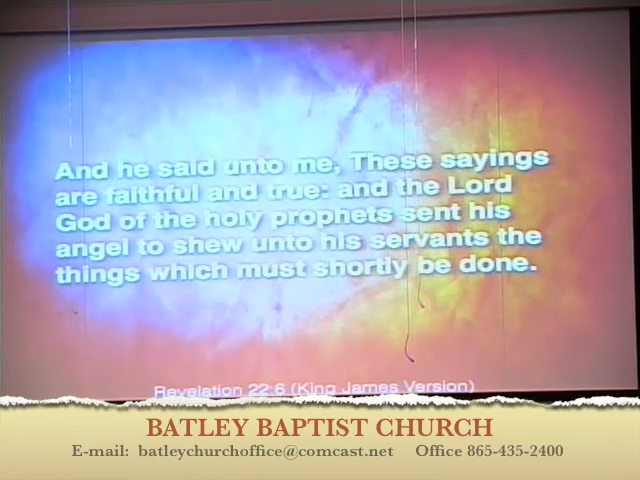 And he said unto me, These sayings
are faithful and true: and the Lord
God of the holy prophets sent his
angel to shew unto his servants the
things which must shortly be done.
Revelation 22:6 (King James Version)
BATLEY BAPTIST CHURCH
E-mail: batleychurchoffice@comcast.net Office 865-435-2400